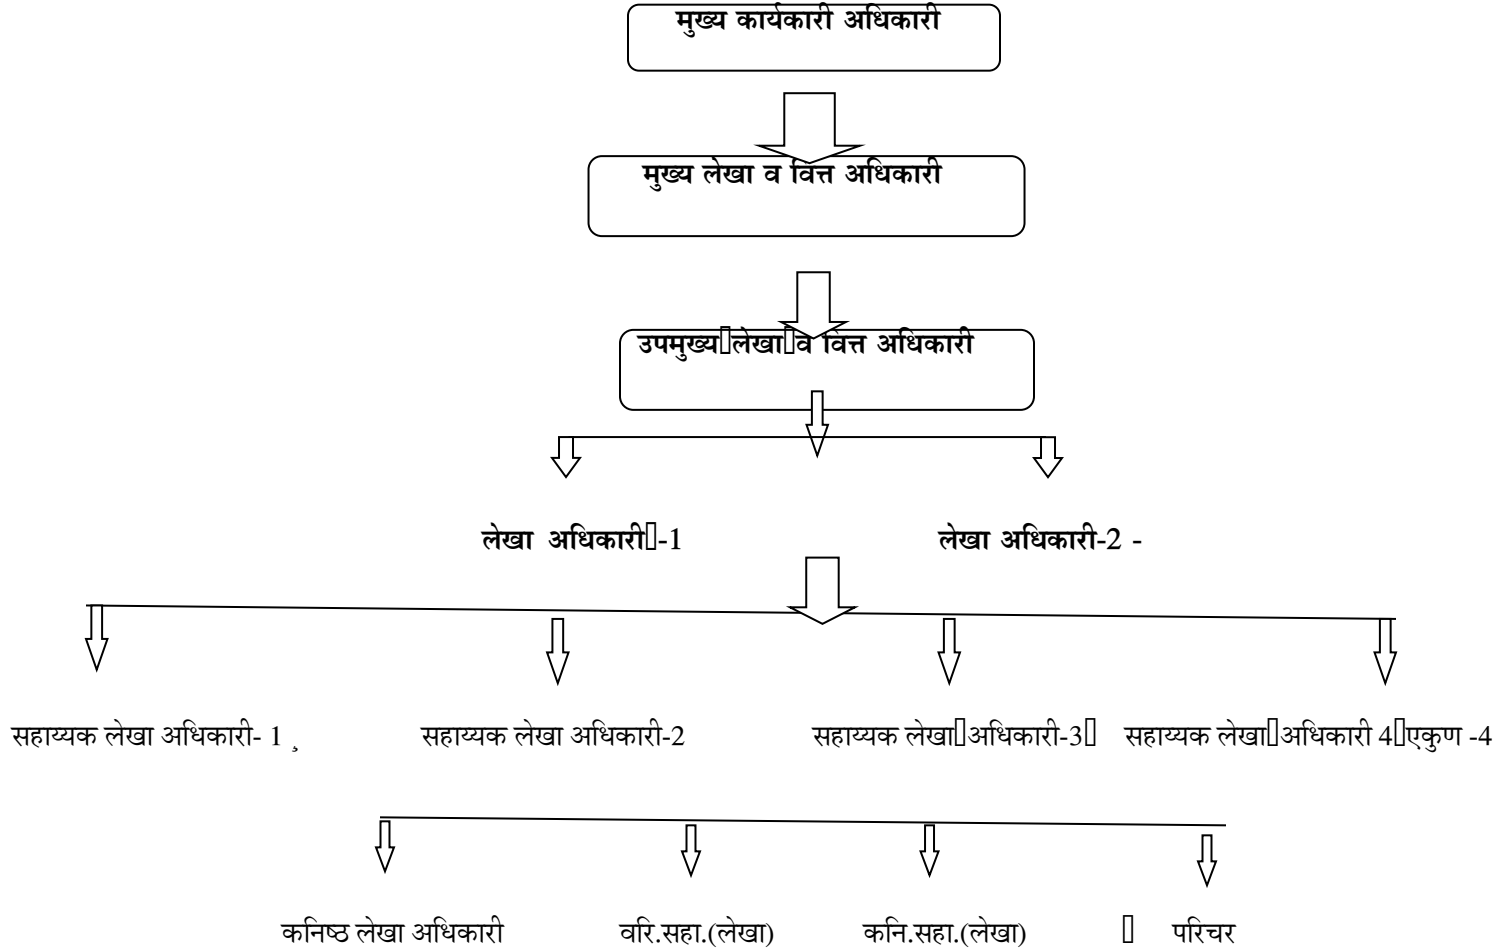 मुख्य कार्यकारी अधिकारी
मुख्य लेखा व वित्त अधिकारी
उपमुख्य लेखा व वित्त अधिकारी
लेखा अधिकारी -1 लेखा अधिकारी-2 -
सहाय्यक लेखा अधिकारी- 1 ¸ सहाय्यक लेखा अधिकारी-2 सहाय्यक लेखा अधिकारी-3 सहाय्यक लेखा अधिकारी 4 एकुण -4
कनिष्ठ लेखा अधिकारी वरि.सहा.(लेखा) कनि.सहा.(लेखा) परिचर